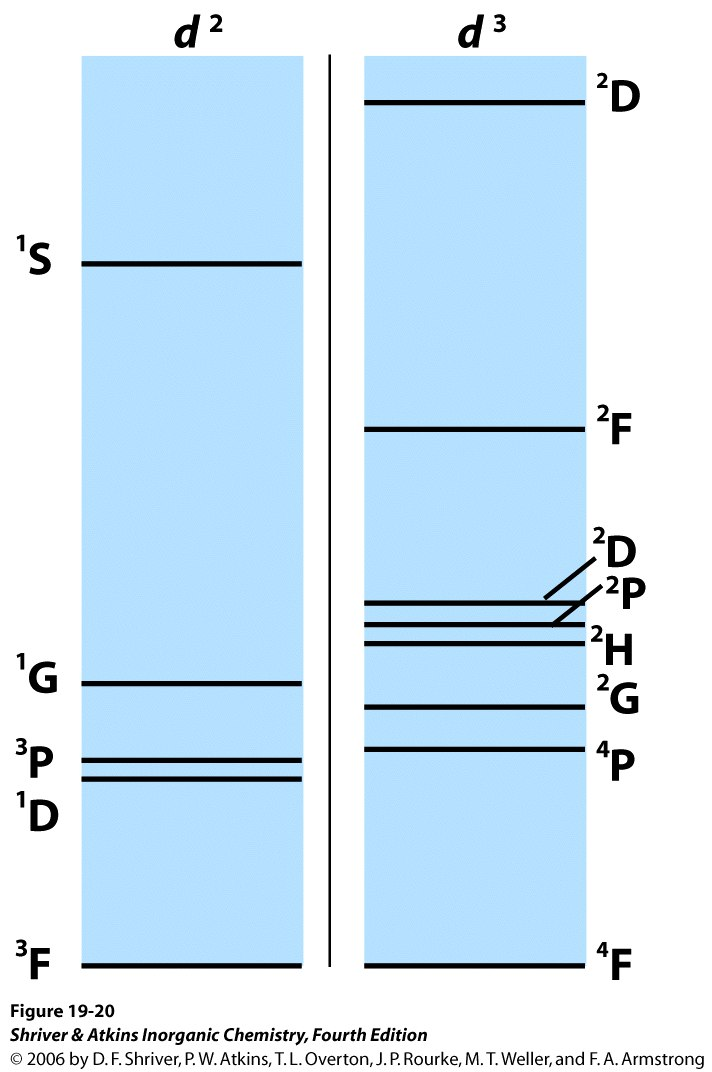 d ²
d ³
²D
¹S
²F
²D
²P
²H
¹G
²G
³P
⁴P
¹D
³F
⁴F
Figure 19-20
Shriver & Atkins Inorganic Chemistry, Fourth Edition
© 2006 by D. F. Shriver, P. W. Atkins, T. L. Overton, J. P. Rourke, M. T. Weller, and F. A. Armstrong